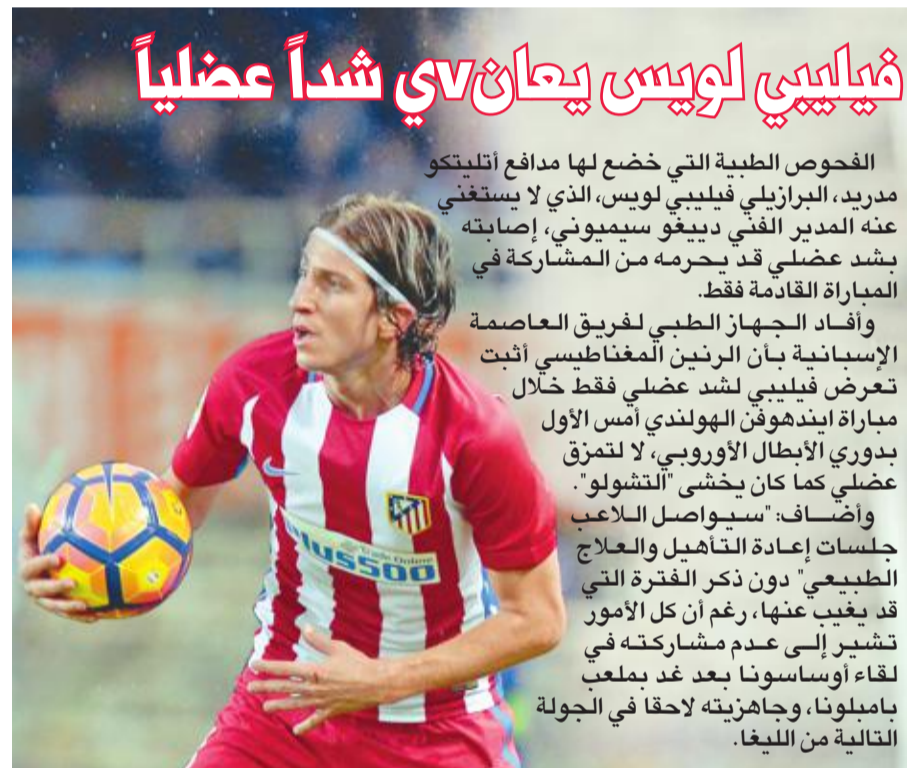 فيليبي لويس يعانvي شداً عضلياً
الفحوص الطبية التي خضع لها مدافع أتليتكو
مدريد، البرازيلي فيليبي لويس، الذي لا يستغني
عنه المدير الفني دييغو سيميوني، إصابته
بشد عضلي قد يحرمه من المشاركة في
المباراة القادمة فقط.
وأفاد الجهاز الطبي لفريق العاصمة
الإسبانية بأن الرنين المغناطيسي أثبت
تعرض فيليبي لشد عضلي فقط خلال
مباراة ايندهوفن الهولندي أمس الأول
بدوري الأبطال الأوروبي، لا لتمزق
عضلي كما كان يخشى "التشولو".
وأضاف: "سيواصل اللاعب
جلسات إعادة التأهيل والعلاج
الطبيعي" دون ذكر الفترة التي
قد يغيب عنها، رغم أن كل الأمور
تشير إلى عدم مشاركته في
لقاء أوساسونا بعد غد بملعب
بامبلونا، وجاهزيته لاحقا في الجولة
التالية من الليغا.
Trade Online
plus500